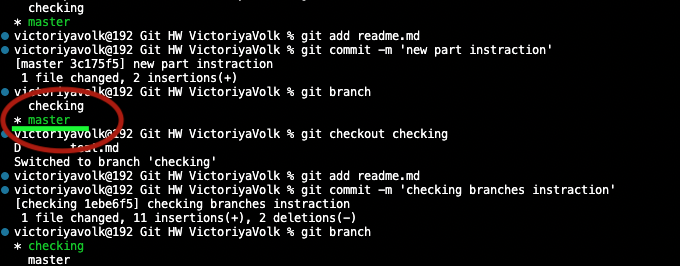 checking
* master
victoriyavolk@192 Git HW VictoriyaVolk % git add readme.md
victoriyavolk@192 Git HW VictoriyaVolk % git commit -m 'new part instraction'
[master 3c175f5] new part instraction
1 file changed, 2 insertions(+)
victoriyavolk@192 Git HW VictoriyaVolk % git branch
checking
* master
victoriyavolk@192 Git HW VictoriyaVolk % git checkout checking
D test.md
Switched to branch 'checking'
victoriyavolk@192 Git HW VictoriyaVolk % git add readme.md
victoriyavolk@192 Git HW VictoriyaVolk % git commit -m 'checking branches instraction'
[checking 1ebe6f5] checking branches instraction
1 file changed, 11 insertions(+), 2 deletions(-)
victoriyavolk@192 Git HW VictoriyaVolk % git branch
* checking
master